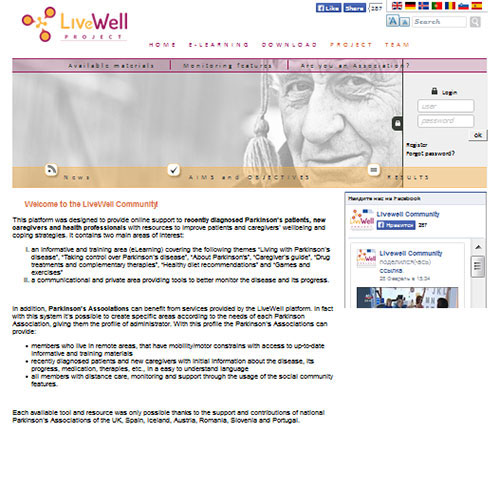 LiveWell
PROJECT
Like Share 287
A A Search
HOME E-LEARNING DOWNLOAD PROJECT TEAM
Available materials Monitoring features Are you an Association?
Login
user
password
ok
Register
Forgot password?
News AIMS and OBJECTIVES RESULTS
Welcome to the LiveWell Community!
This platform was designed to provide online support to recently diagnosed Parkinson's patients, new
caregivers and health professionals with resources to improve patients and caregivers' wellbeing and
coping strategies. It contains two main areas of interest:
I. an informative and training area (eLearning) covering the following themes "Living with Parkinson's
disease", "Taking control over Parkinson's disease", "About Parkinson's", "Caregiver's guide", "Drug
treatments and complementary therapies", "Healthy diet recommendations" and "Games and
exercises"
II. a communicational and private area providing tools to better monitor the disease and its progress.
In addition, Parkinson's Associations can benefit from services provided by the LiveWell platform. In fact
with this system it's possible to create specific areas according to the needs of each Parkinson
Association, giving them the profile of administrator. With this profile the Parkinson's Associations can
provide:
• members who live in remote areas, that have mobility/motor constrains with access to up-to-date
informative and training materials
• recently diagnosed patients and new caregivers with initial information about the disease, its
progress, medication, therapies, etc., in a easy to understand language
• all members with distance care, monitoring and support through the usage of the social community
features.
Each available tool and resource was only possible thanks to the support and contributions of national
Parkinson's Associations of the UK, Spain, Iceland, Austria, Romania, Slovenia and Portugal.
Найдите нас на Facebook
Livewell Community
Нравится 287
Livewell Community
ссылка